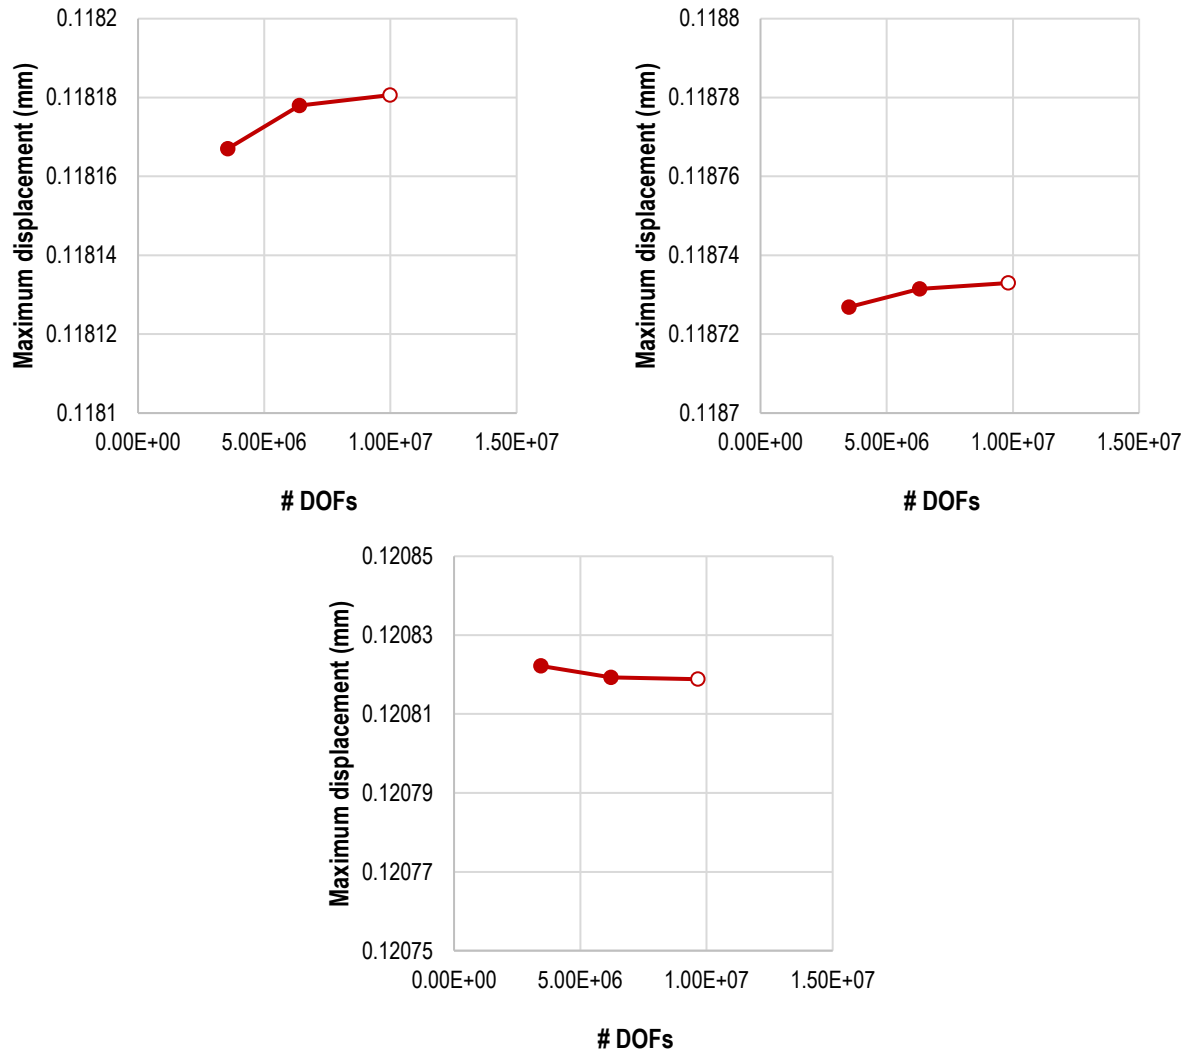 Maximum displacement (mm)
0.1182
0.11818
0.11816
0.11814
0.11812
0.1181
0.00E+00 5.00E+06 1.00E+07 1.50E+07
# DOFs
Maximum displacement (mm)
0.1188
0.11878
0.11876
0.11874
0.11872
0.1187
0.00E+00 5.00E+06 1.00E+07 1.50E+07
# DOFs
Maximum displacement (mm)
0.12085
0.12083
0.12081
0.12079
0.12077
0.12075
0.00E+00 5.00E+06 1.00E+07 1.50E+07
# DOFs